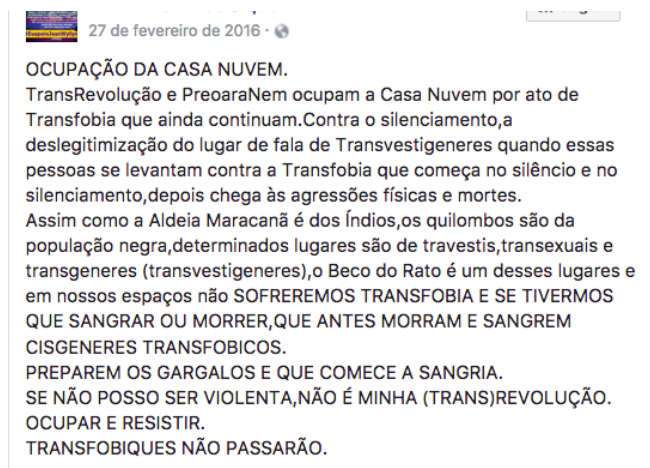 27 de fevereiro de 2016 ·
OCUPAÇÃO DA CASA NUVEM.
TransRevolução e PreoaraNem ocupam a Casa Nuvem por ato de
Transfobia que ainda continuam.Contra o silenciamento,a
deslegitimização do lugar de fala de Transvestigeneres quando essas
pessoas se levantam contra a Transfobia que começa no silêncio e no
silenciamento,depois chega às agressões físicas e mortes.
Assim como a Aldeia Maracanã é dos Índios,os quilombos são da
população negra,determinados lugares são de travestis,transexuais e
transgeneres (transvestigeneres),o Beco do Rato é um desses lugares e
em nossos espaços não SOFREREMOS TRANSFOBIA E SE TIVERMOS
QUE SANGRAR OU MORRER,QUE ANTES MORRAM E SANGREM
CISGENERES TRANSFOBICOS.
PREPAREM OS GARGALOS E QUE COMECE A SANGRIA.
SE NÃO POSSO SER VIOLENTA,NÃO É MINHA (TRANS)REVOLUÇÃO.
OCUPAR E RESISTIR.
TRANSFOBIQUES NÃO PASSARÃO.